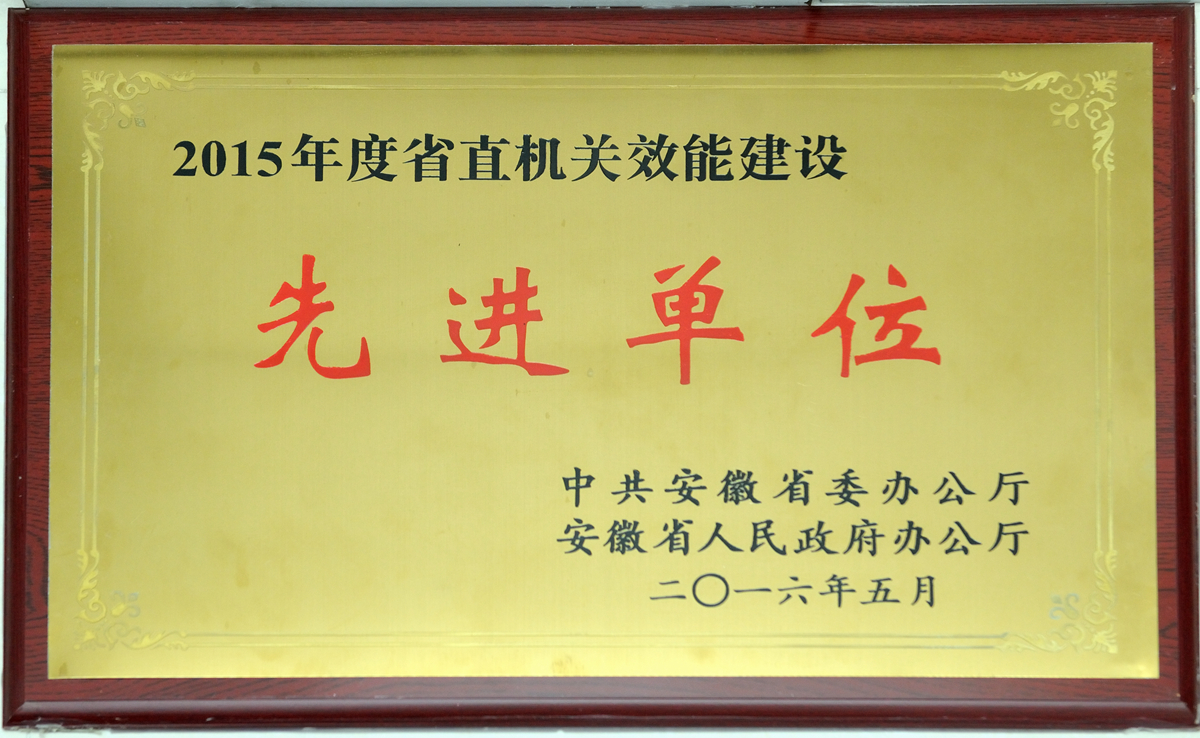 2015年度省直机关效能建设
先进单位
中共安徽省委办公厅
安徽省人民政府办公厅
二〇一六年五月